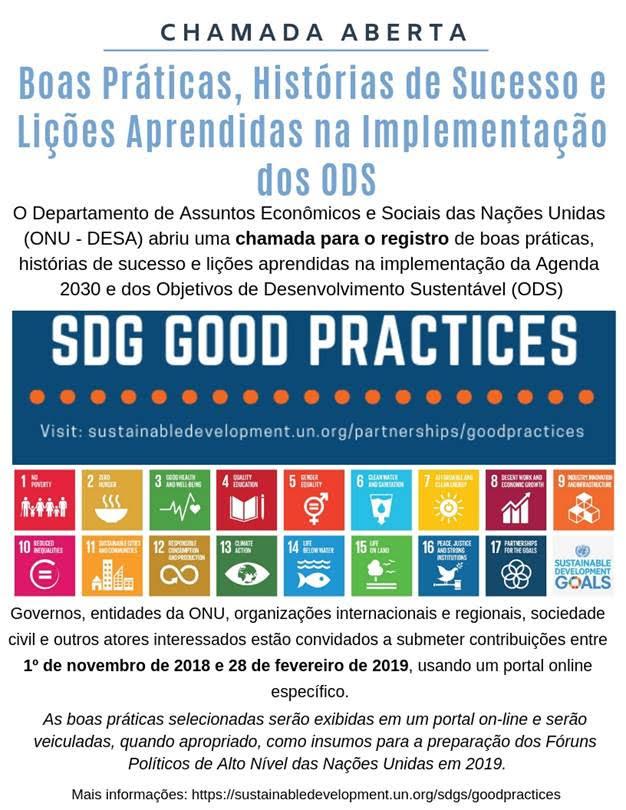 CHAMADA ABERTA
Boas Práticas, Histórias de Sucesso e
Lições Aprendidas na Implementação
dos ODS
O Departamento de Assuntos Econômicos e Sociais das Nações Unidas
(ONU - DESA) abriu uma chamada para o registro de boas práticas,
histórias de sucesso e lições aprendidas na implementação da Agenda
2030 e dos Objetivos de Desenvolvimento Sustentável (ODS)
SDG GOOD PRACTICES
Visit: sustainabledevelopment.un.org/partnerships/goodpractices
1 NO
POVERTY
2 ZERO
HUNGER
3 GOOD HEALTH
AND WELL-BEING
4 QUALITY
EDUCATION
5 GENDER
EQUALITY
6 CLEAN WATER
AND SANITATION
7 AFFORDABLE AND
CLEAN ENERGY
8 DECENT WORK AND
ECONOMIC GROWTH
9 INDUSTRY, INNOVATION
AND INFRASTRUCTURE
10 REDUCED
INEQUALITIES
11 SUSTAINABLE CITIES
AND COMMUNITIES
12 RESPONSIBLE
CONSUMPTION
AND PRODUCTION
13 CLIMATE
ACTION
14 LIFE
BELOW WATER
15 LIFE
ON LAND
16 PEACE, JUSTICE
AND STRONG
INSTITUTIONS
17 PARTNERSHIPS
FOR THE GOALS
SUSTAINABLE
DEVELOPMENT
GOALS
Governos, entidades da ONU, organizações internacionais e regionais, sociedade
civil e outros atores interessados estão convidados a submeter contribuições entre
1º de novembro de 2018 e 28 de fevereiro de 2019, usando um portal online
específico.
As boas práticas selecionadas serão exibidas em um portal on-line e serão
veiculadas, quando apropriado, como insumos para a preparação dos Fóruns
Políticos de Alto Nível das Nações Unidas em 2019.
Mais informações: https://sustainabledevelopment.un.org/sdgs/goodpractices